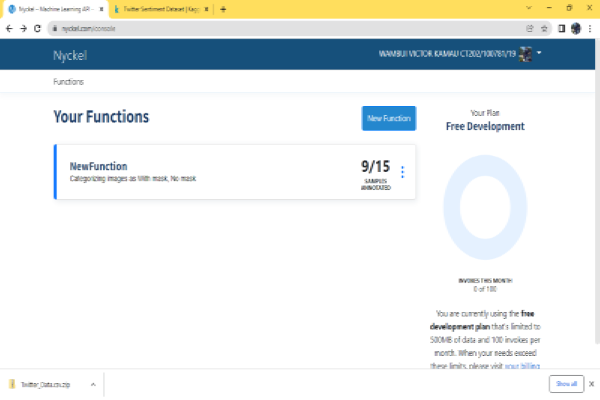 Nyckel - Machine Learning API -
Twitter Sentiment Dataset | Kagg
nyckel.com/console
Nyckel
WAMBUI VICTOR KAMAU CT202/100781/19
Functions
Your Functions
New Function
NewFunction
Categorizing images as With mask, No mask
9/15
SAMPLES
ANNOTATED
Your Plan
Free Development
INVOKES THIS MONTH
0 of 100
You are currently using the free
development plan that's limited to
500MB of data and 100 invokes per
month. When your needs exceed
these limits, please visit your billing
Twitter_Data.csv.zip
Show all